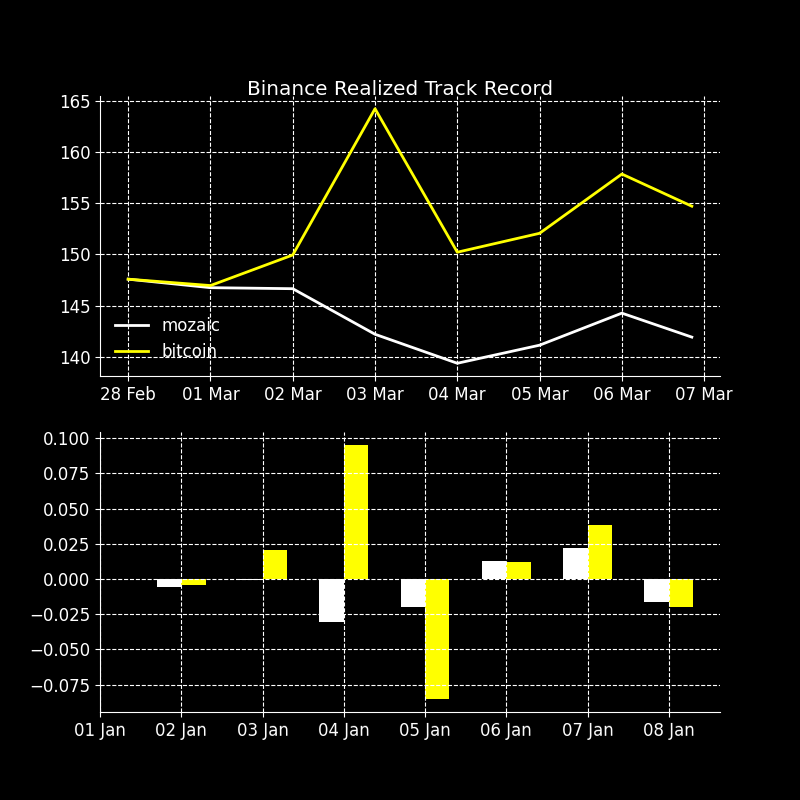 Binance Realized Track Record
165
160
155
150
145
140
mozaic
bitcoin
28 Feb 01 Mar 02 Mar 03 Mar 04 Mar 05 Mar 06 Mar 07 Mar
0.100
0.075
0.050
0.025
0.000
−0.025
−0.050
−0.075
01 Jan 02 Jan 03 Jan 04 Jan 05 Jan 06 Jan 07 Jan 08 Jan